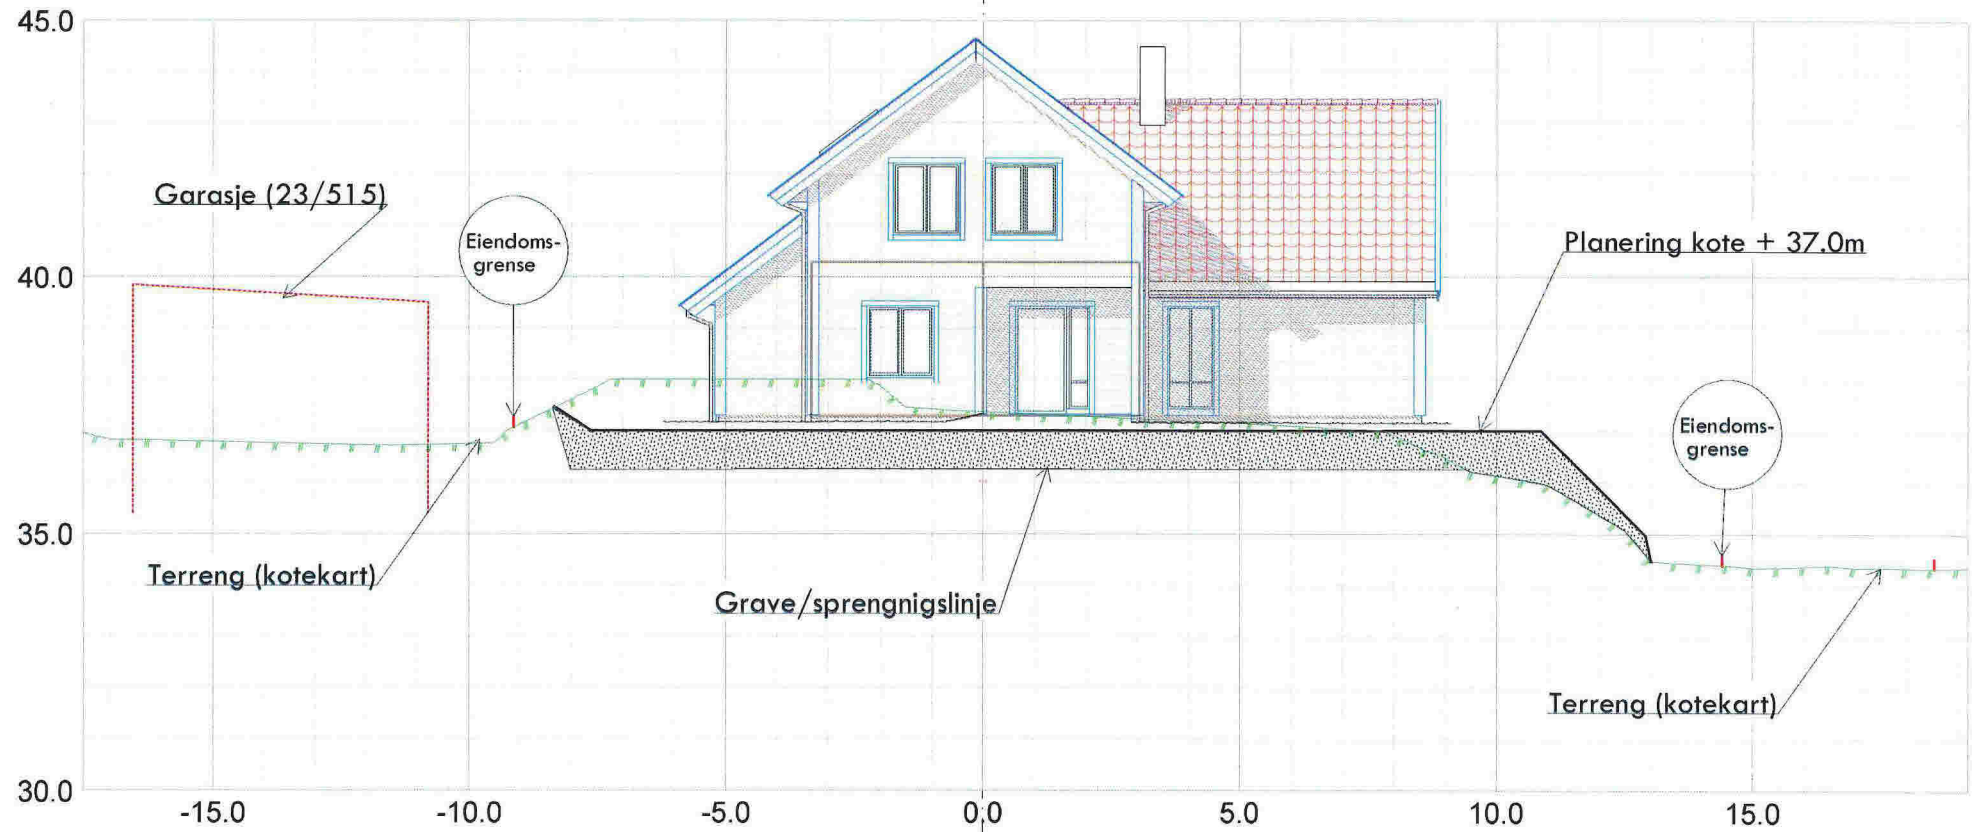 45.0
Garasje (23/515)
Eiendoms-
grense
Planering kote + 37.0m
40.0
Eiendoms-
grense
35.0
Terreng (kotekart)
Grave/sprengnigslinje
Terreng (kotekart)
30.0
-15.0 -10.0 -5.0 0.0 5.0 10.0 15.0